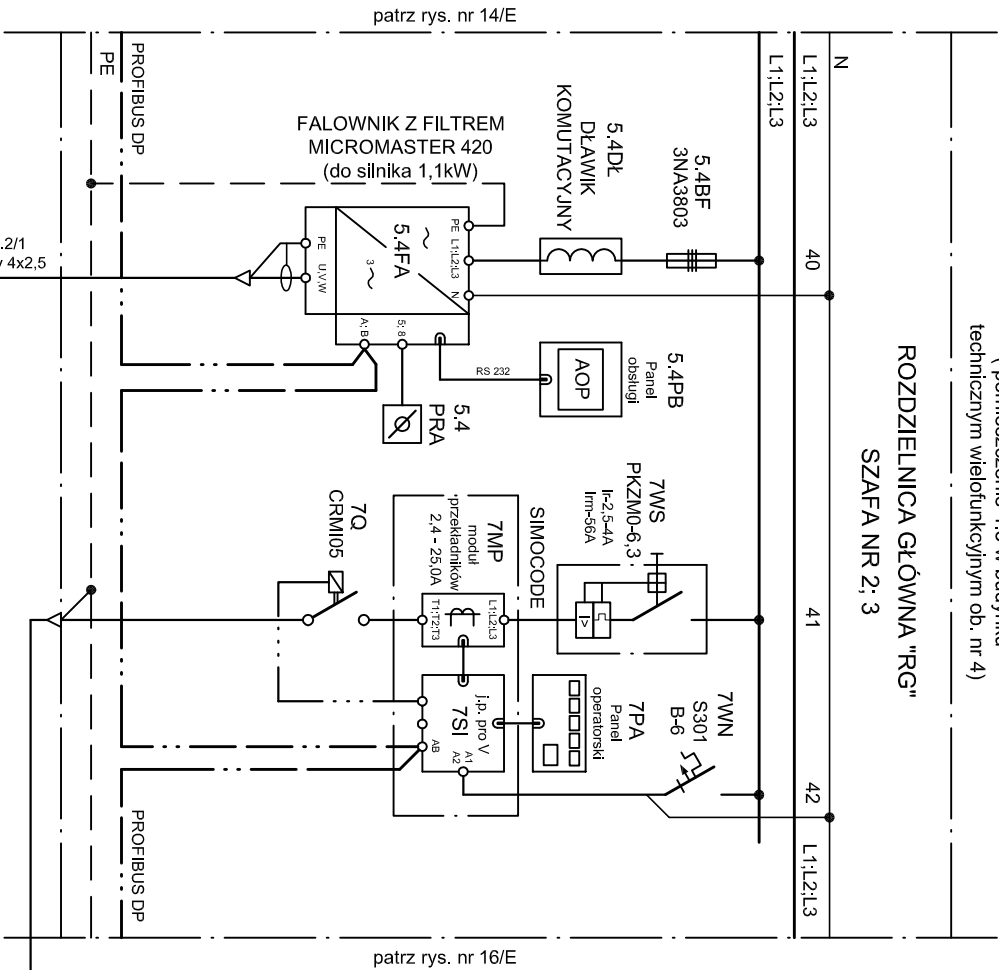 patrz rys. nr 14/E
technicznym wielofunkcyjnym ob. nr 4)
ROZDZIELNICA GŁÓWNA "RG"
SZAFA NR 2; 3
N
L1;L2;L3
L1;L2;L3
40
41
42
L1;L2;L3
5.4BF
3NA3803
5.4DŁ
DŁAWIK
KOMUTACYJNY
FALOWNIK Z FILTREM
MICROMASTER 420
(do silnika 1,1kW)
PE
L1;L2;L3
N
5.4FA
~
3 ~
PE
U,V,W
A; B
5; 8
RS 232
5.4PB
Panel
obsługi
AOP
5.4
PRA
7WS
PKZM0-6,3
Ir-2,5-4A
Irm-56A
I>
SIMOCODE
7MP
moduł
przekładników
2,4 - 25,0A
L1;L2;L3
T1;T2;T3
7Q
CRMI05
7WN
S301
B-6
7PA
Panel
operatorski
j.p. pro V
7SI
A1
A2
AB
PROFIBUS DP
PE
PROFIBUS DP
.2/1
4x2,5
patrz rys. nr 16/E